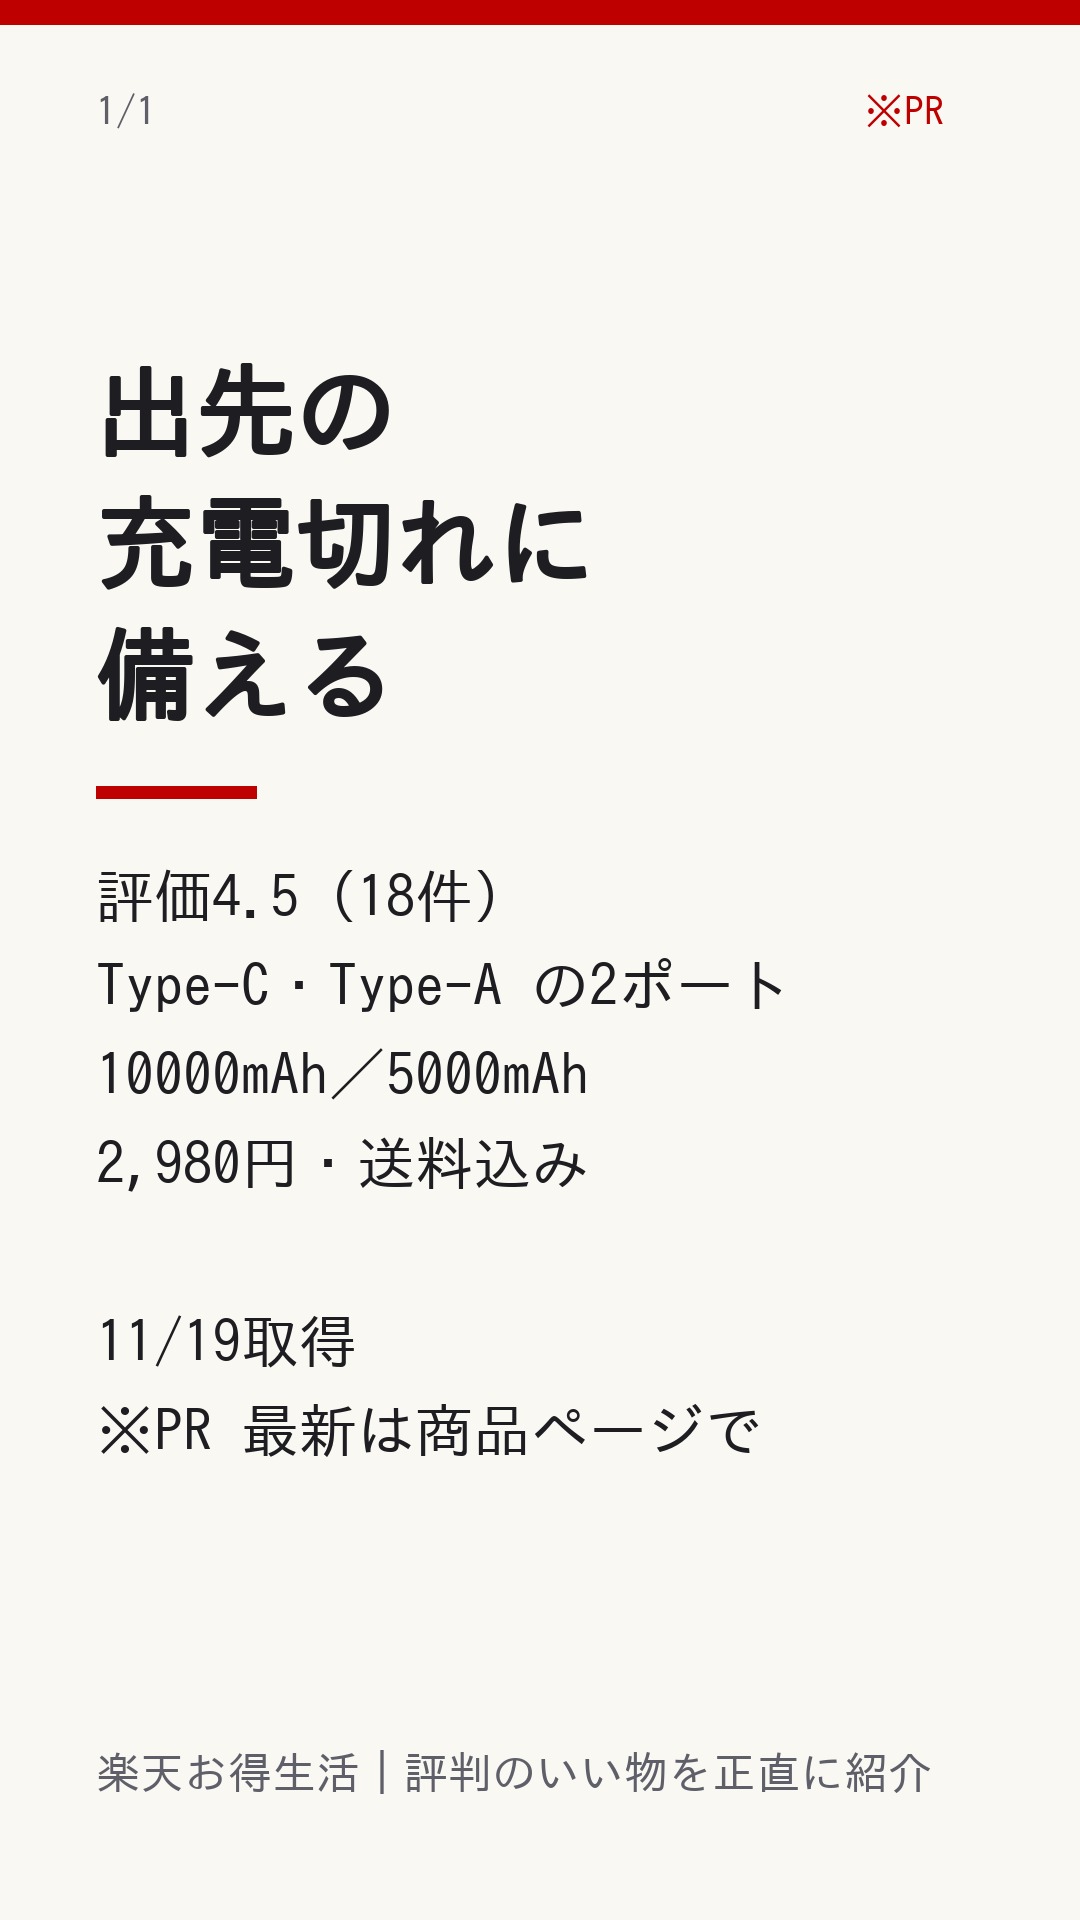 1/1
※PR
出先の
充電切れに
備える
評価4.5（18件）
Type-C・Type-A の2ポート
10000mAh／5000mAh
2,980円・送料込み
11/19取得
※PR 最新は商品ページで
楽天お得生活｜評判のいい物を正直に紹介